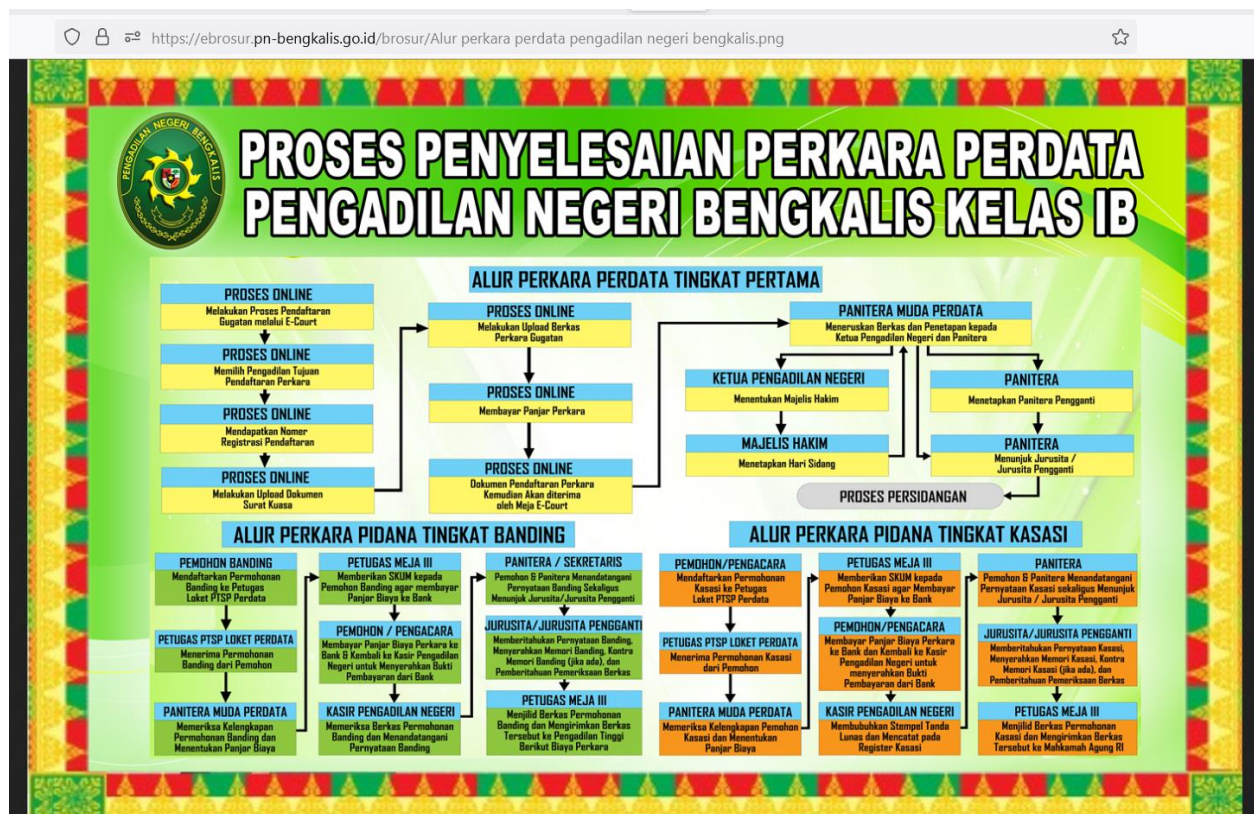 https://ebrosur.pn-bengkalis.go.id/brosur/Alur perkara perdata pengadilan negeri bengkalis.png
PENGADILAN NEGERI BENGKALIS
PROSES PENYELESAIAN PERKARA PERDATA
PENGADILAN NEGERI BENGKALIS KELAS IB
ALUR PERKARA PERDATA TINGKAT PERTAMA
PROSES ONLINE
Melakukan Proses Pendaftaran
Gugatan melalui E-Court
PROSES ONLINE
Memilih Pengadilan Tujuan
Pendaftaran Perkara
PROSES ONLINE
Mendapatkan Nomer
Registrasi Pendaftaran
PROSES ONLINE
Melakukan Upload Dokumen
Surat Kuasa
PROSES ONLINE
Melakukan Upload Berkas
Perkara Gugatan
PROSES ONLINE
Membayar Panjar Perkara
PROSES ONLINE
Dokumen Pendaftaran Perkara
Kemudian Akan diterima
oleh Meja E-Court
PANITERA MUDA PERDATA
Meneruskan Berkas dan Penetapan kepada
Ketua Pengadilan Negeri dan Panitera
KETUA PENGADILAN NEGERI
Menentukan Majelis Hakim
MAJELIS HAKIM
Menetapkan Hari Sidang
PANITERA
Menetapkan Panitera Pengganti
PANITERA
Menunjuk Jurusita /
Jurusita Pengganti
PROSES PERSIDANGAN
ALUR PERKARA PIDANA TINGKAT BANDING
PEMOHON BANDING
Mendaftarkan Permohonan
Banding ke Petugas
Loket PTSP Perdata
PETUGAS PTSP LOKET PERDATA
Menerima Permohonan
Banding dari Pemohon
PANITERA MUDA PERDATA
Memeriksa Kelengkapan
Permohonan Banding dan
Menentukan Panjar Biaya
PETUGAS MEJA III
Memberikan SKUM kepada
Pemohon Banding agar membayar
Panjar Biaya ke Bank
PEMOHON / PENGACARA
Membayar Panjar Biaya Perkara ke
Bank & Kembali ke Kasir Pengadilan
Negeri untuk Menyerahkan Bukti
Pembayaran dari Bank
KASIR PENGADILAN NEGERI
Memeriksa Berkas Permohonan
Banding dan Menandatangani
Pernyataan Banding
PANITERA / SEKRETARIS
Pemohon & Panitera Menandatangani
Pernyataan Banding Sekaligus
Menunjuk Jurusita/Jurusita Pengganti
JURUSITA/JURUSITA PENGGANTI
Memberitahukan Pernyataan Banding,
Menyerahkan Memori Banding, Kontra
Memori Banding (jika ada), dan
Pemberitahuan Pemeriksaan Berkas
PETUGAS MEJA III
Menjilid Berkas Permohonan
Banding dan Mengirimkan Berkas
Tersebut ke Pengadilan Tinggi
Berikut Biaya Perkara
ALUR PERKARA PIDANA TINGKAT KASASI
PEMOHON/PENGACARA
Mendaftarkan Permohonan
Kasasi ke Petugas
Loket PTSP Perdata
PETUGAS PTSP LOKET PERDATA
Menerima Permohonan Kasasi
dari Pemohon
PANITERA MUDA PERDATA
Memeriksa Kelengkapan Pemohon
Kasasi dan Menentukan
Panjar Biaya
PETUGAS MEJA III
Memberikan SKUM kepada
Pemohon Kasasi agar Membayar
Panjar Biaya ke Bank
PEMOHON/PENGACARA
Membayar Panjar Biaya Perkara
ke Bank dan Kembali ke Kasir
Pengadilan Negeri untuk
menyerahkan Bukti
Pembayaran dari Bank
KASIR PENGADILAN NEGERI
Membubuhkan Stempel Tanda
Lunas dan Mencatat pada
Register Kasasi
PANITERA
Pemohon & Panitera Menandatangani
Pernyataan Kasasi sekaligus Menunjuk
Jurusita / Jurusita Pengganti
JURUSITA/JURUSITA PENGGANTI
Memberitahukan Pernyataan Kasasi,
Menyerahkan Memori Kasasi, Kontra
Memori Kasasi (jika ada), dan
Pemberitahuan Pemeriksaan Berkas
PETUGAS MEJA III
Menjilid Berkas Permohonan
Kasasi dan Mengirimkan Berkas
Tersebut ke Mahkamah Agung RI